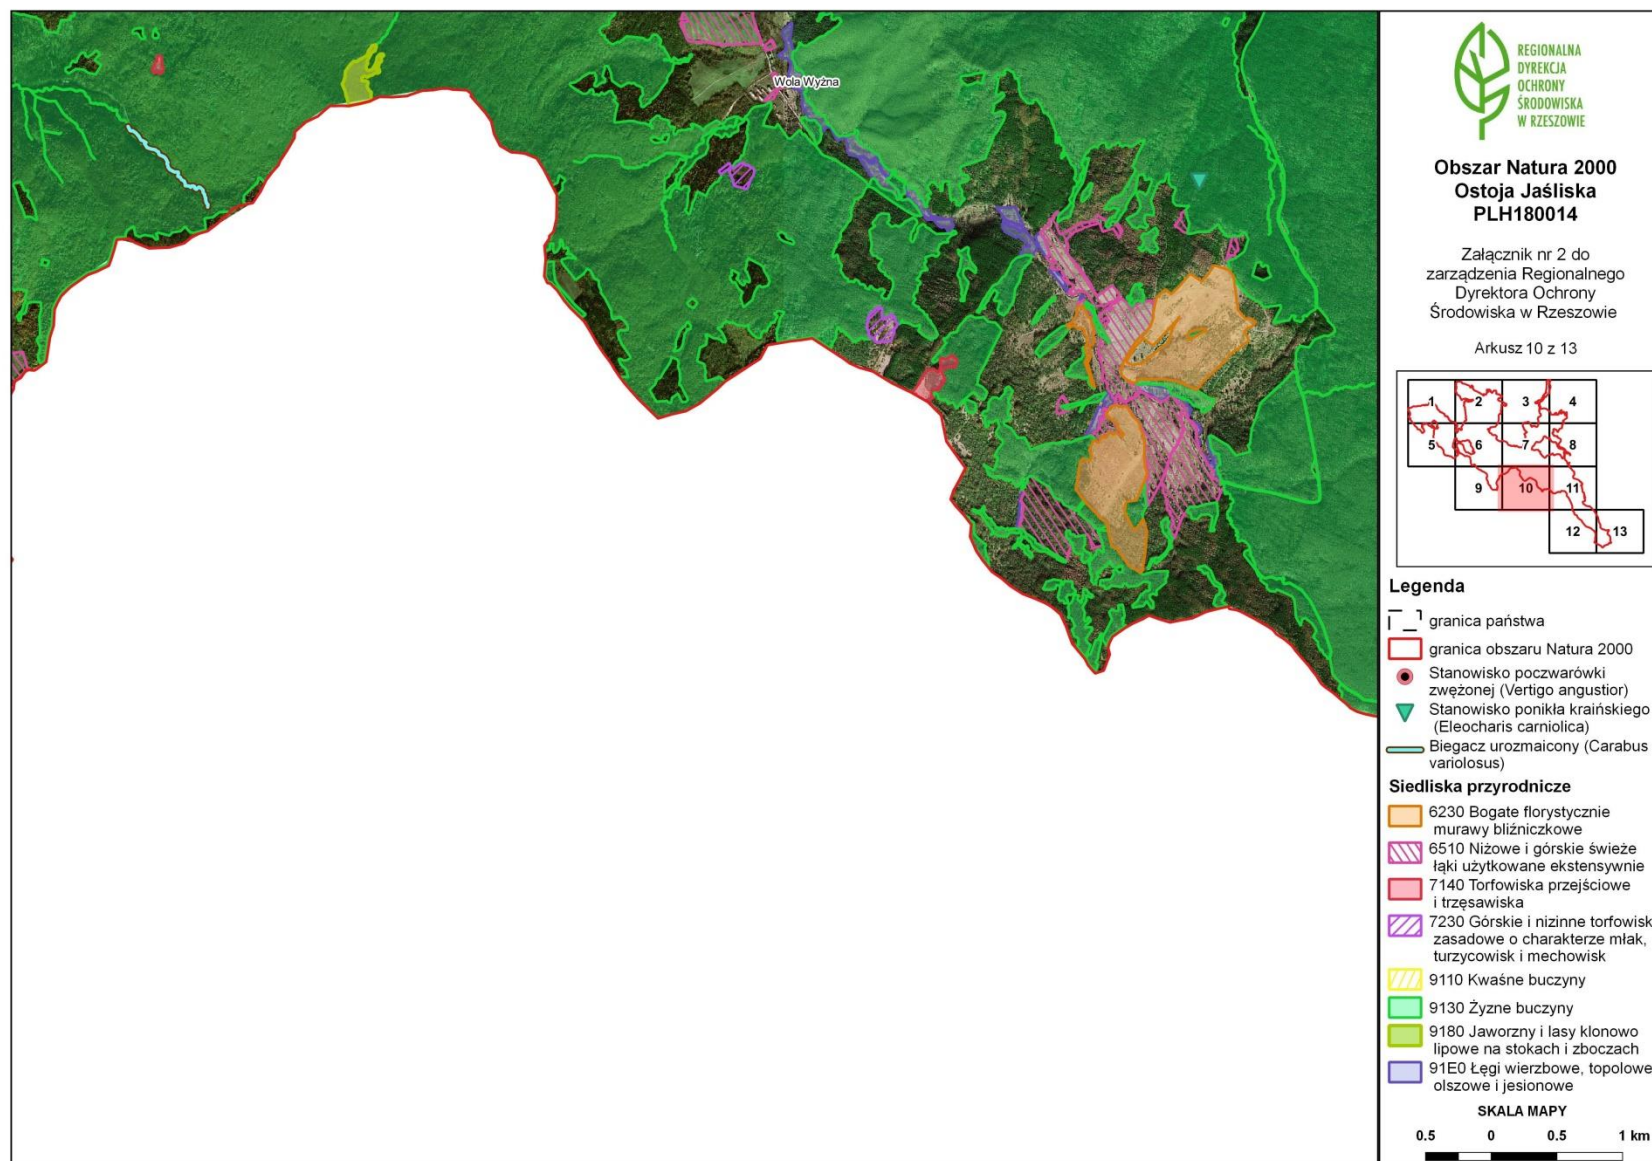 Wola Wyżna
REGIONALNA
DYREKCJA
OCHRONY
ŚRODOWISKA
W RZESZOWIE
Obszar Natura 2000
Ostoja Jaśliska
PLH180014
Załącznik nr 2 do
zarządzenia Regionalnego
Dyrektora Ochrony
Środowiska w Rzeszowie
Arkusz 10 z 13
1 2 3 4
5 6 7 8
9 10 11
12 13
Legenda
granica państwa
granica obszaru Natura 2000
Stanowisko poczwarówki
zwężonej (Vertigo angustior)
Stanowisko ponikła kraińskiego
(Eleocharis carniolica)
Biegacz urozmaicony (Carabus
variolosus)
Siedliska przyrodnicze
6230 Bogate florystycznie
murawy bliźniczkowe
6510 Niżowe i górskie świeże
łąki użytkowane ekstensywnie
7140 Torfowiska przejściowe
i trzęsawiska
7230 Górskie i nizinne torfowisk
zasadowe o charakterze młak,
turzycowisk i mechowisk
9110 Kwaśne buczyny
9130 Żyzne buczyny
9180 Jaworzny i lasy klonowo
lipowe na stokach i zboczach
91E0 Łęgi wierzbowe, topolowe
olszowe i jesionowe
SKALA MAPY
0.5 0 0.5 1 km